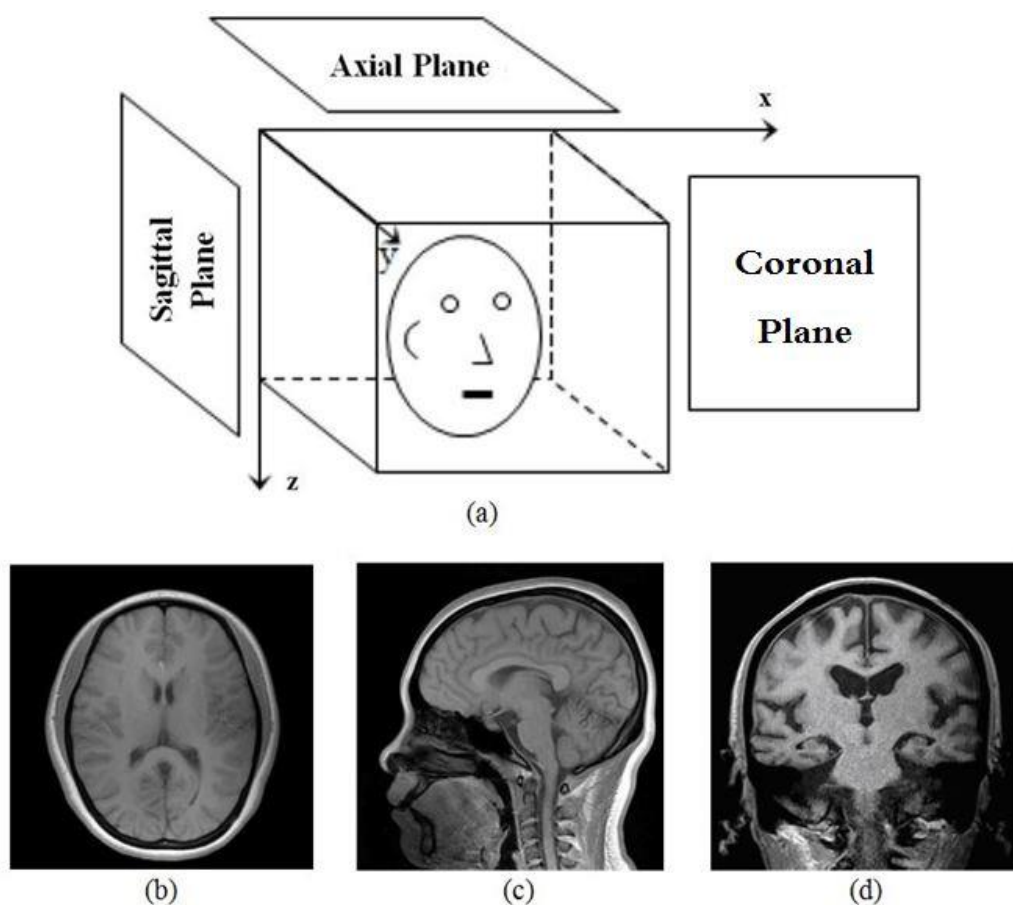 Axial Plane
x
Sagittal
Plane
y
Coronal
Plane
z
(a)
(b)
(c)
(d)